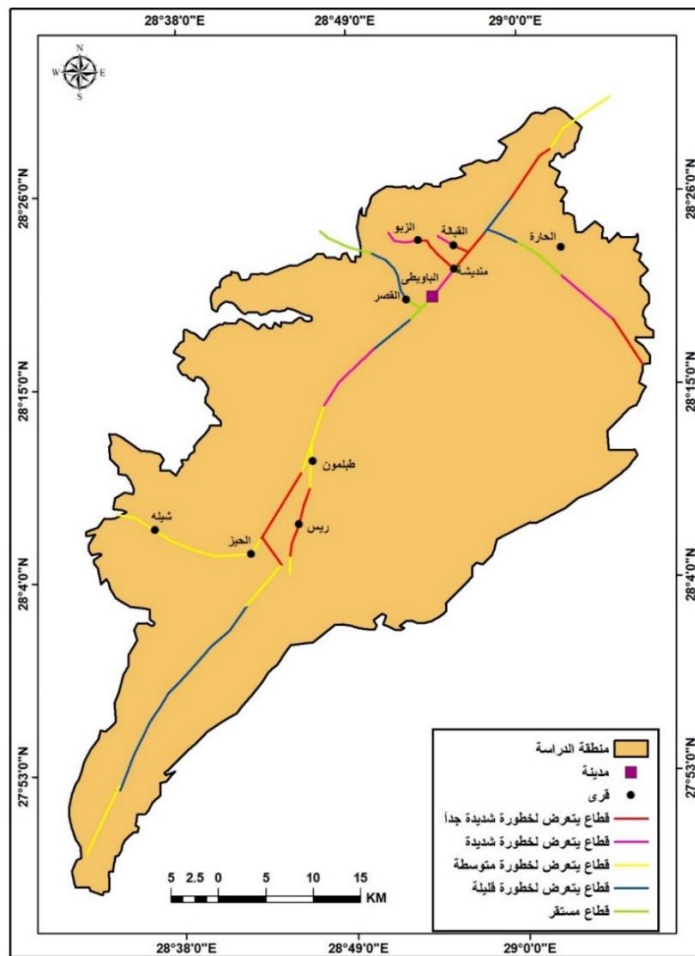 28°38'0"E 28°49'0"E 29°0'0"E
N
W E
S
28°26'0"N 28°26'0"N
الزبو القبالة الحارة
منديشة
الباويطى
القصر
28°15'0"N 28°15'0"N
طبلمون
شيله ريس
الحيز
28°4'0"N 28°4'0"N
منطقة الدراسة
مدينة
قرى
قطاع يتعرض لخطورة شديدة جداً
قطاع يتعرض لخطورة شديدة
قطاع يتعرض لخطورة متوسطة
قطاع يتعرض لخطورة قليلة
قطاع مستقر
27°53'0"N 27°53'0"N
5 2.5 0 5 10 15
KM
28°38'0"E 28°49'0"E 29°0'0"E